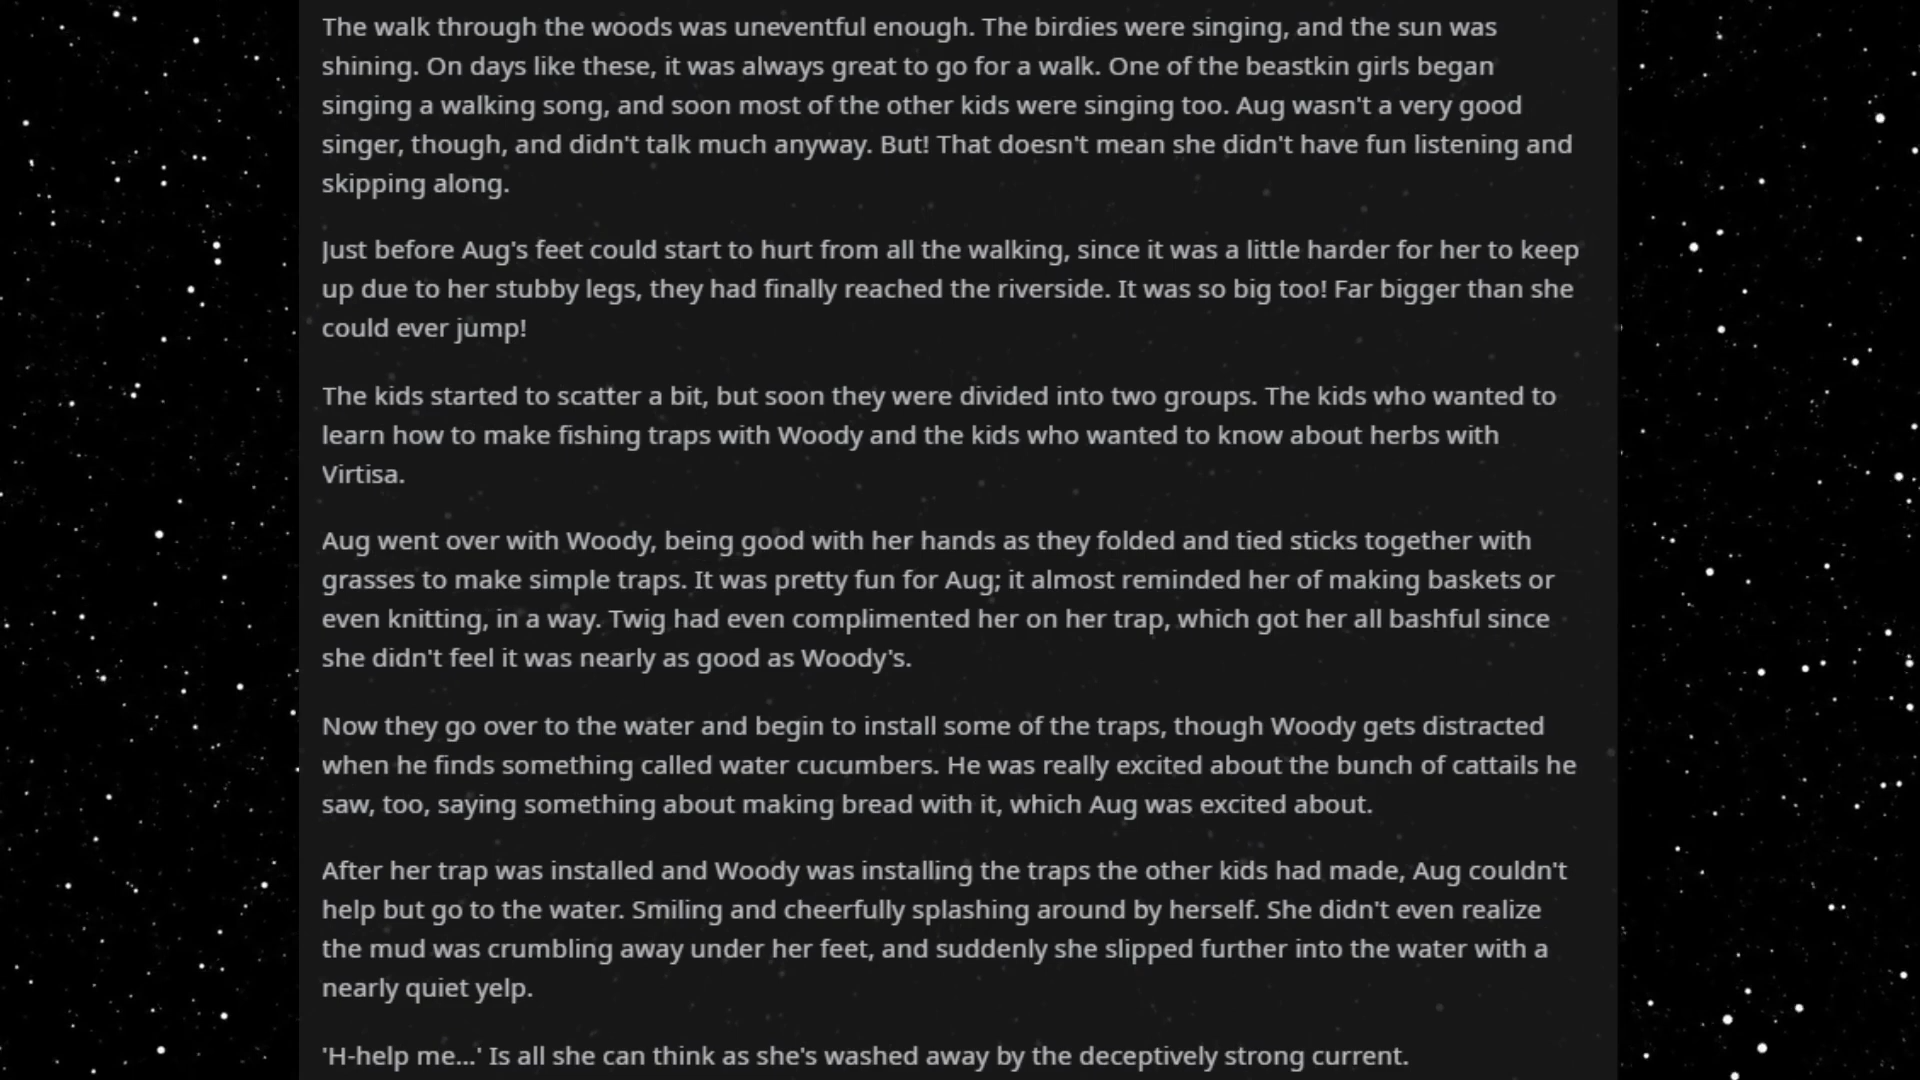 The walk through the woods was uneventful enough. The birdies were singing, and the sun was
shining. On days like these, it was always great to go for a walk. One of the beastkin girls began
singing a walking song, and soon most of the other kids were singing too. Aug wasn't a very good
singer, though, and didn't talk much anyway. But! That doesn't mean she didn't have fun listening and
skipping along.
Just before Aug's feet could start to hurt from all the walking, since it was a little harder for her to keep
up due to her stubby legs, they had finally reached the riverside. It was so big too! Far bigger than she
could ever jump!
The kids started to scatter a bit, but soon they were divided into two groups. The kids who wanted to
learn how to make fishing traps with Woody and the kids who wanted to know about herbs with
Virtisa.
Aug went over with Woody, being good with her hands as they folded and tied sticks together with
grasses to make simple traps. It was pretty fun for Aug; it almost reminded her of making baskets or
even knitting, in a way. Twig had even complimented her on her trap, which got her all bashful since
she didn't feel it was nearly as good as Woody's.
Now they go over to the water and begin to install some of the traps, though Woody gets distracted
when he finds something called water cucumbers. He was really excited about the bunch of cattails he
saw, too, saying something about making bread with it, which Aug was excited about.
After her trap was installed and Woody was installing the traps the other kids had made, Aug couldn't
help but go to the water. Smiling and cheerfully splashing around by herself. She didn't even realize
the mud was crumbling away under her feet, and suddenly she slipped further into the water with a
nearly quiet yelp.
'H-help me...' Is all she can think as she's washed away by the deceptively strong current.